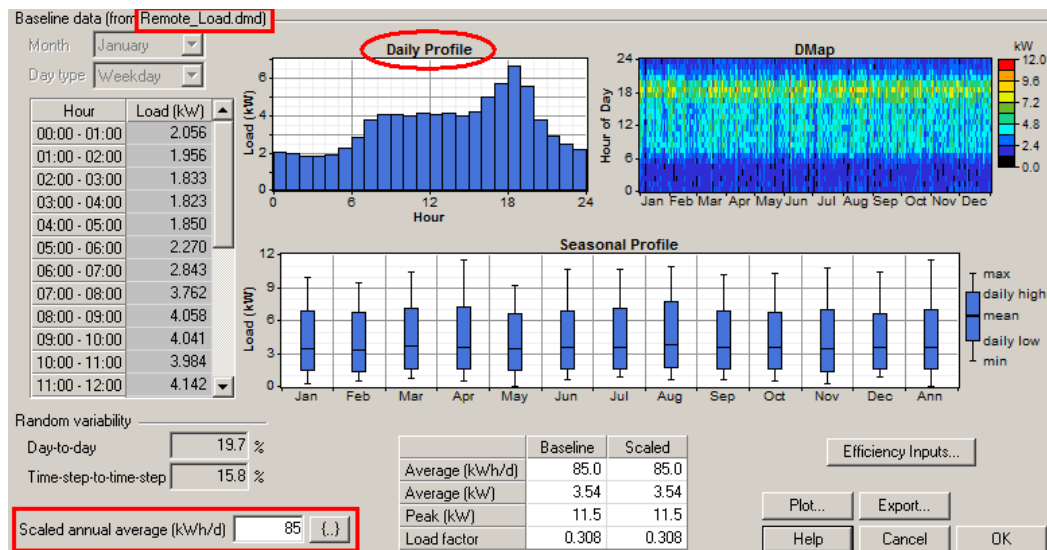 Baseline data (from Remote_Load.dmd)
Month January
Day type Weekday
Hour Load (kW)
00:00 - 01:00 2.056
01:00 - 02:00 1.956
02:00 - 03:00 1.833
03:00 - 04:00 1.823
04:00 - 05:00 1.850
05:00 - 06:00 2.270
06:00 - 07:00 2.843
07:00 - 08:00 3.762
08:00 - 09:00 4.058
09:00 - 10:00 4.041
10:00 - 11:00 3.984
11:00 - 12:00 4.142
Daily Profile
Load (kW)
6
4
2
0
0 6 12 18 24
Hour
DMap
Hour of Day
24
18
12
6
0
Jan Feb Mar Apr May Jun Jul Aug Sep Oct Nov Dec
kW
12.0
9.6
7.2
4.8
2.4
0.0
Seasonal Profile
Load (kW)
12
9
6
3
0
Jan Feb Mar Apr May Jun Jul Aug Sep Oct Nov Dec Ann
max
daily high
mean
daily low
min
Random variability
Day-to-day 19.7 %
Time-step-to-time-step 15.8 %
Scaled annual average (kWh/d) 85 {..}
Baseline Scaled
Average (kWh/d) 85.0 85.0
Average (kW) 3.54 3.54
Peak (kW) 11.5 11.5
Load factor 0.308 0.308
Efficiency Inputs...
Plot... Export...
Help Cancel OK